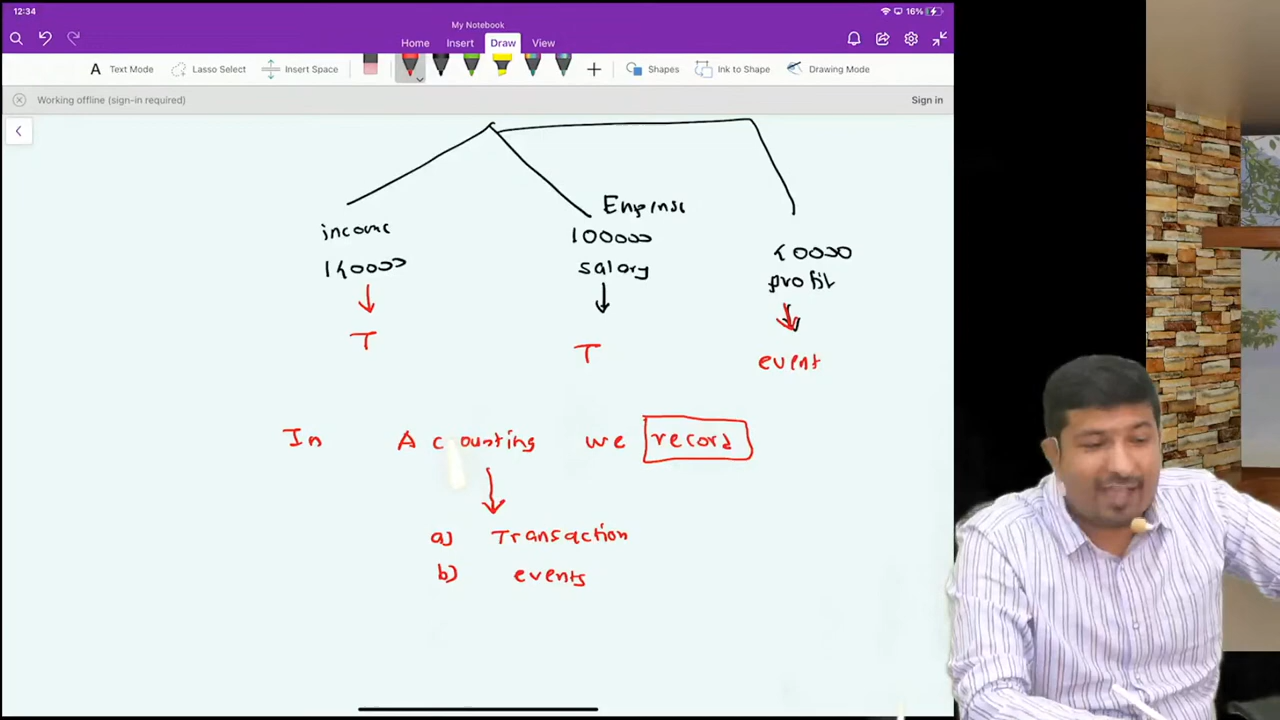 12:34
My Notebook
16%
Home Insert Draw View
Text Mode Lasso Select Insert Space Shapes Ink to Shape Drawing Mode
Working offline (sign-in required) Sign in
income
Expense
100000
salary
profit
T
T
event
In Accounting we record
a) Transaction
b) events